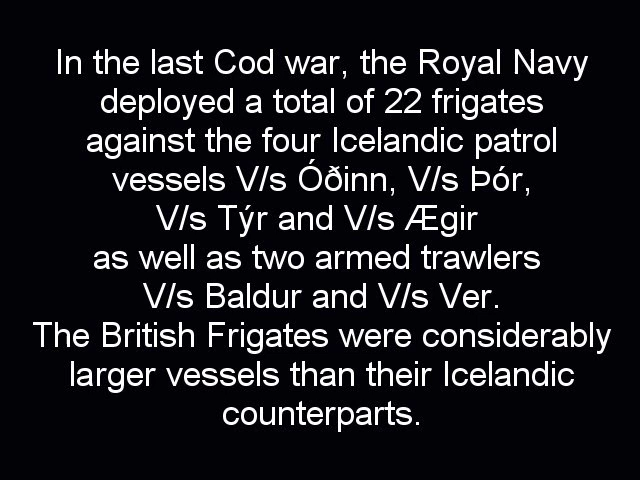 In the last Cod war, the Royal Navy
deployed a total of 22 frigates
against the four Icelandic patrol
vessels V/s Óðinn, V/s Þór,
V/s Týr and V/s Ægir
as well as two armed trawlers
V/s Baldur and V/s Ver.
The British Frigates were considerably
larger vessels than their Icelandic
counterparts.